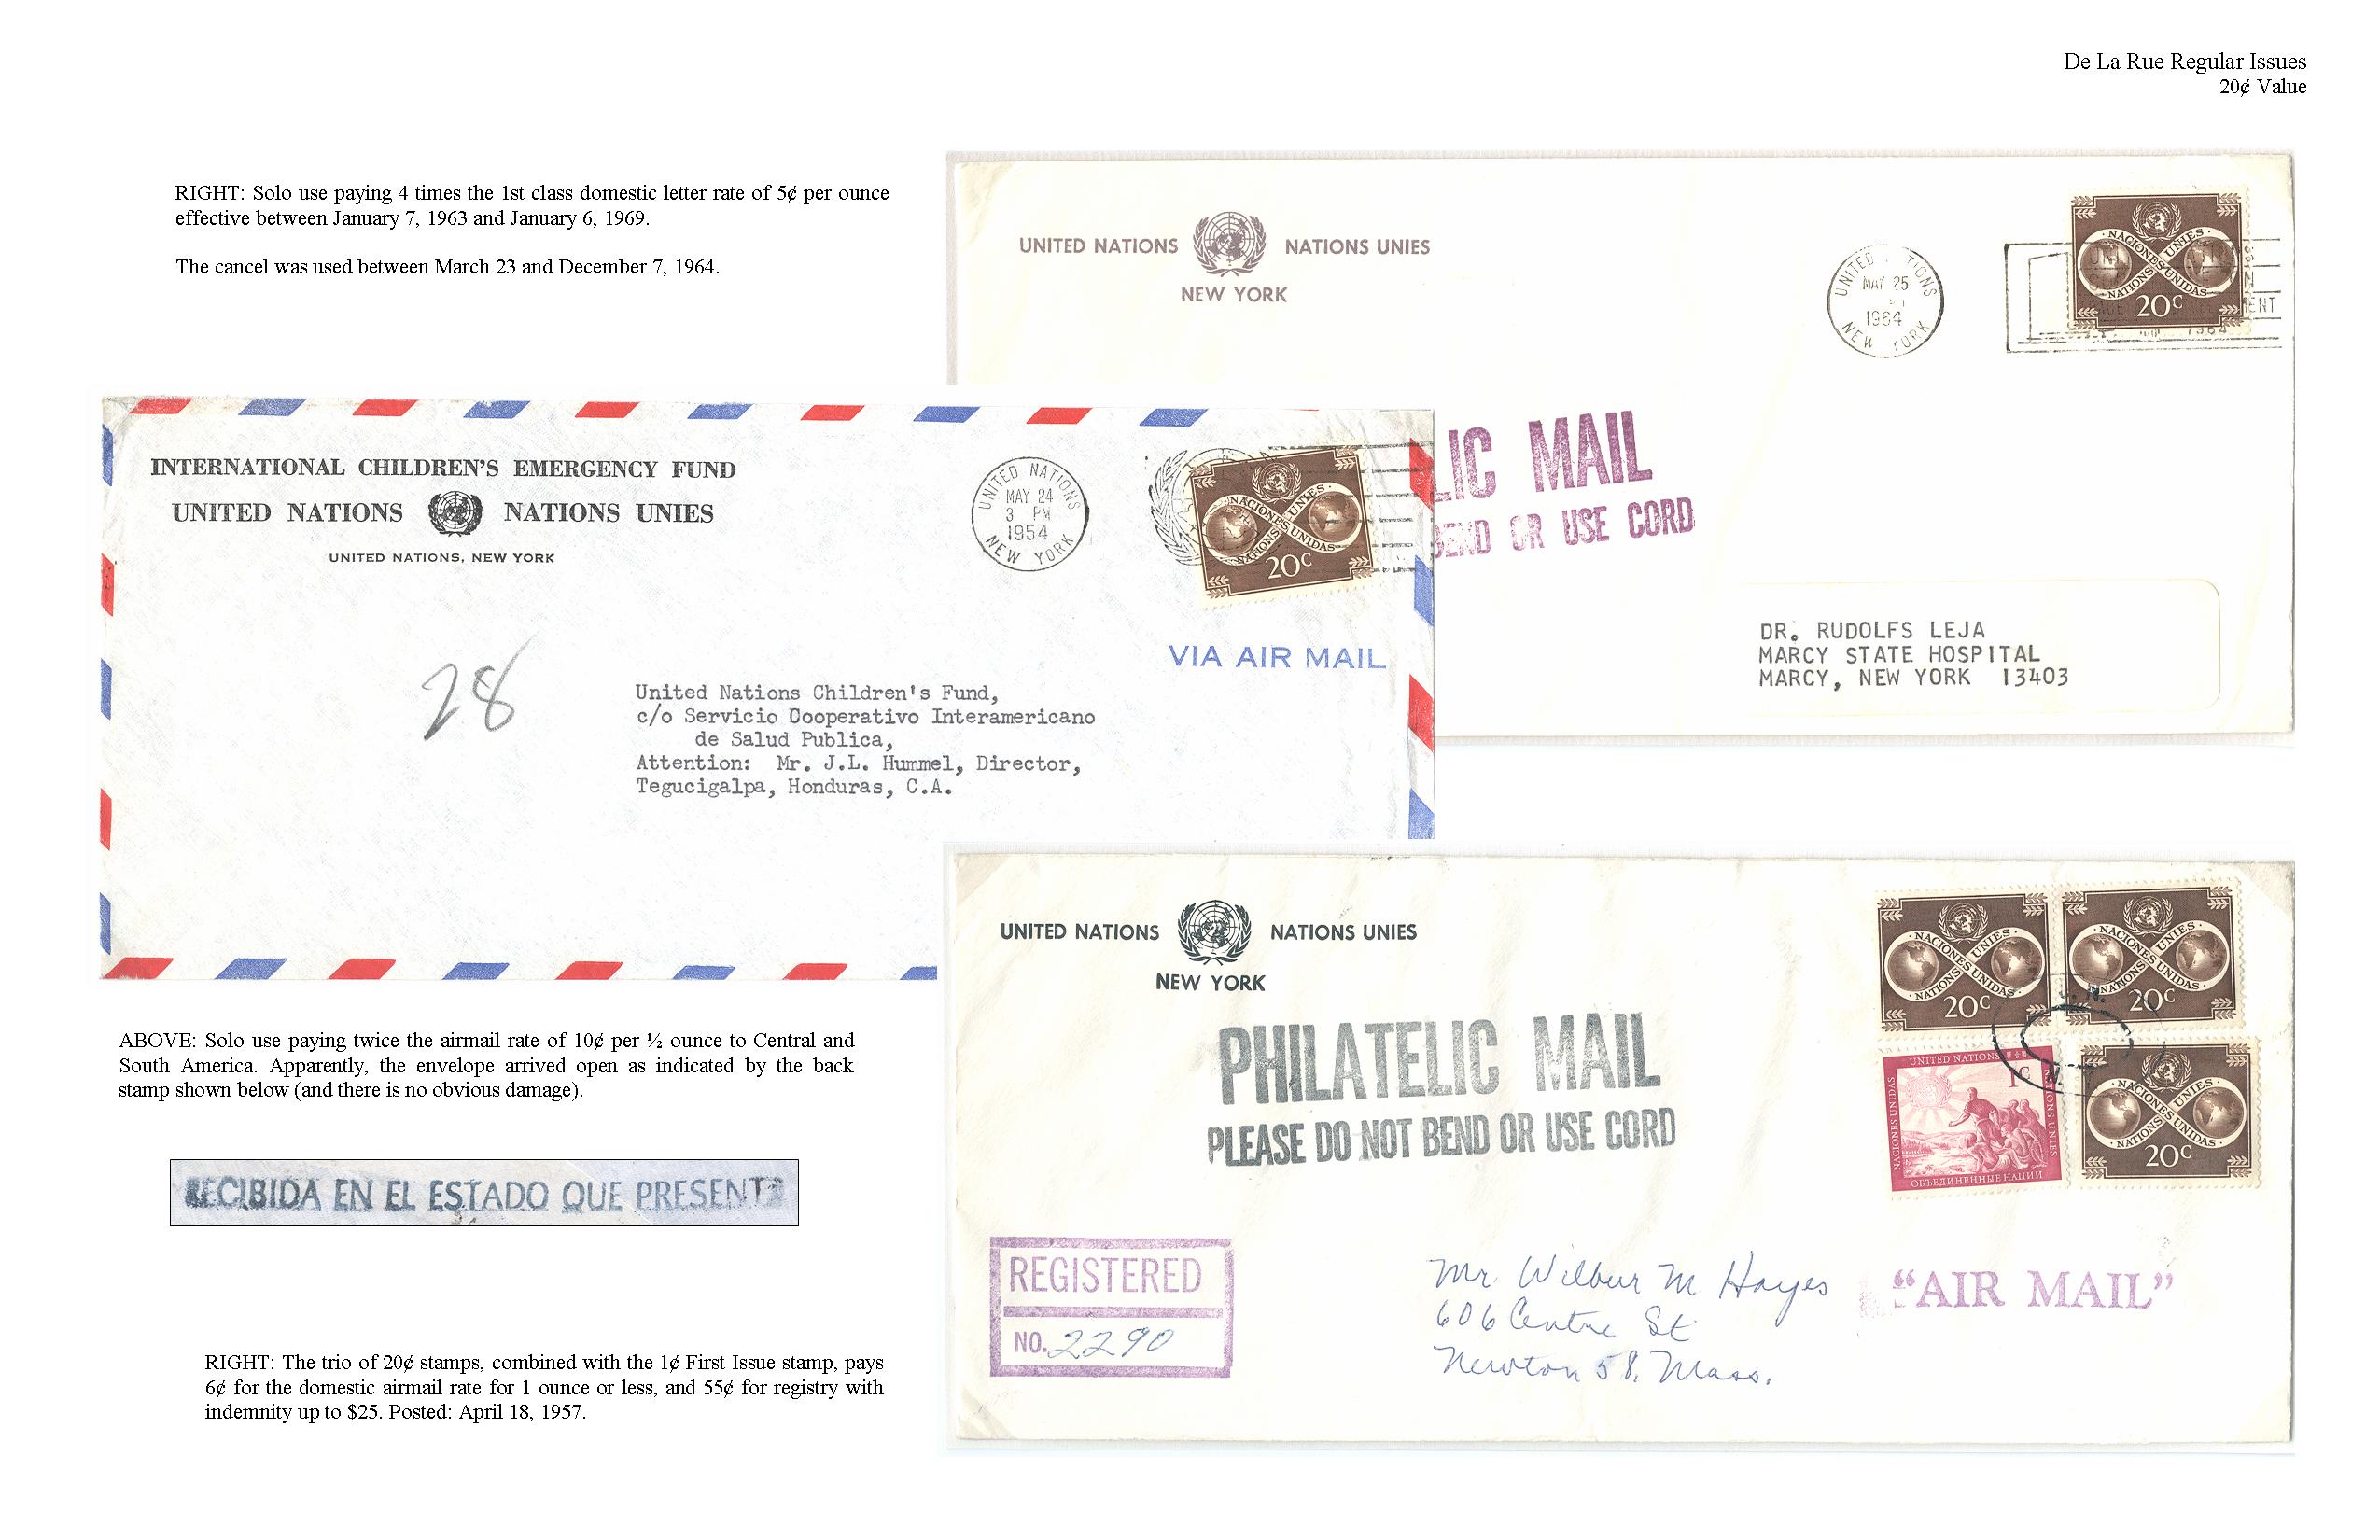 De La Rue Regular Issues
20¢ Value
RIGHT: Solo use paying 4 times the 1st class domestic letter rate of 5¢ per ounce
effective between January 7, 1963 and January 6, 1969.
The cancel was used between March 23 and December 7, 1964.
UNITED NATIONS NATIONS UNIES
NEW YORK
MAY 25
1964
NEW YORK
NACIONES UNIES
NATIONS UNIDAS
20c
1964
LIC MAIL
BEND OR USE CORD
DR. RUDOLFS LEJA
MARCY STATE HOSPITAL
MARCY, NEW YORK 13403
INTERNATIONAL CHILDREN'S EMERGENCY FUND
UNITED NATIONS NATIONS UNIES
UNITED NATIONS, NEW YORK
UNITED NATIONS
MAY 24
3 PM
1954
NEW YORK
NACIONES UNIES
NATIONS UNIDAS
20c
VIA AIR MAIL
28
United Nations Children's Fund,
c/o Servicio Cooperativo Interamericano
de Salud Publica,
Attention: Mr. J.L. Hummel, Director,
Tegucigalpa, Honduras, C.A.
ABOVE: Solo use paying twice the airmail rate of 10¢ per ½ ounce to Central and
South America. Apparently, the envelope arrived open as indicated by the back
stamp shown below (and there is no obvious damage).
RECIBIDA EN EL ESTADO QUE PRESENTA
RIGHT: The trio of 20¢ stamps, combined with the 1¢ First Issue stamp, pays
6¢ for the domestic airmail rate for 1 ounce or less, and 55¢ for registry with
indemnity up to $25. Posted: April 18, 1957.
UNITED NATIONS NATIONS UNIES
NEW YORK
PHILATELIC MAIL
PLEASE DO NOT BEND OR USE CORD
NACIONES UNIES
NATIONS UNIDAS
20c
NACIONES UNIES
NATIONS UNIDAS
20c
UNITED NATIONS
1c
NACIONES UNIDAS
NATIONS UNIES
ОБЪЕДИНЕННЫЕ НАЦИИ
NACIONES UNIES
NATIONS UNIDAS
20c
REGISTERED
NO. 2290
Mr. Wilbur M Hayes
606 Centre St
Newton 58, Mass.
"AIR MAIL"